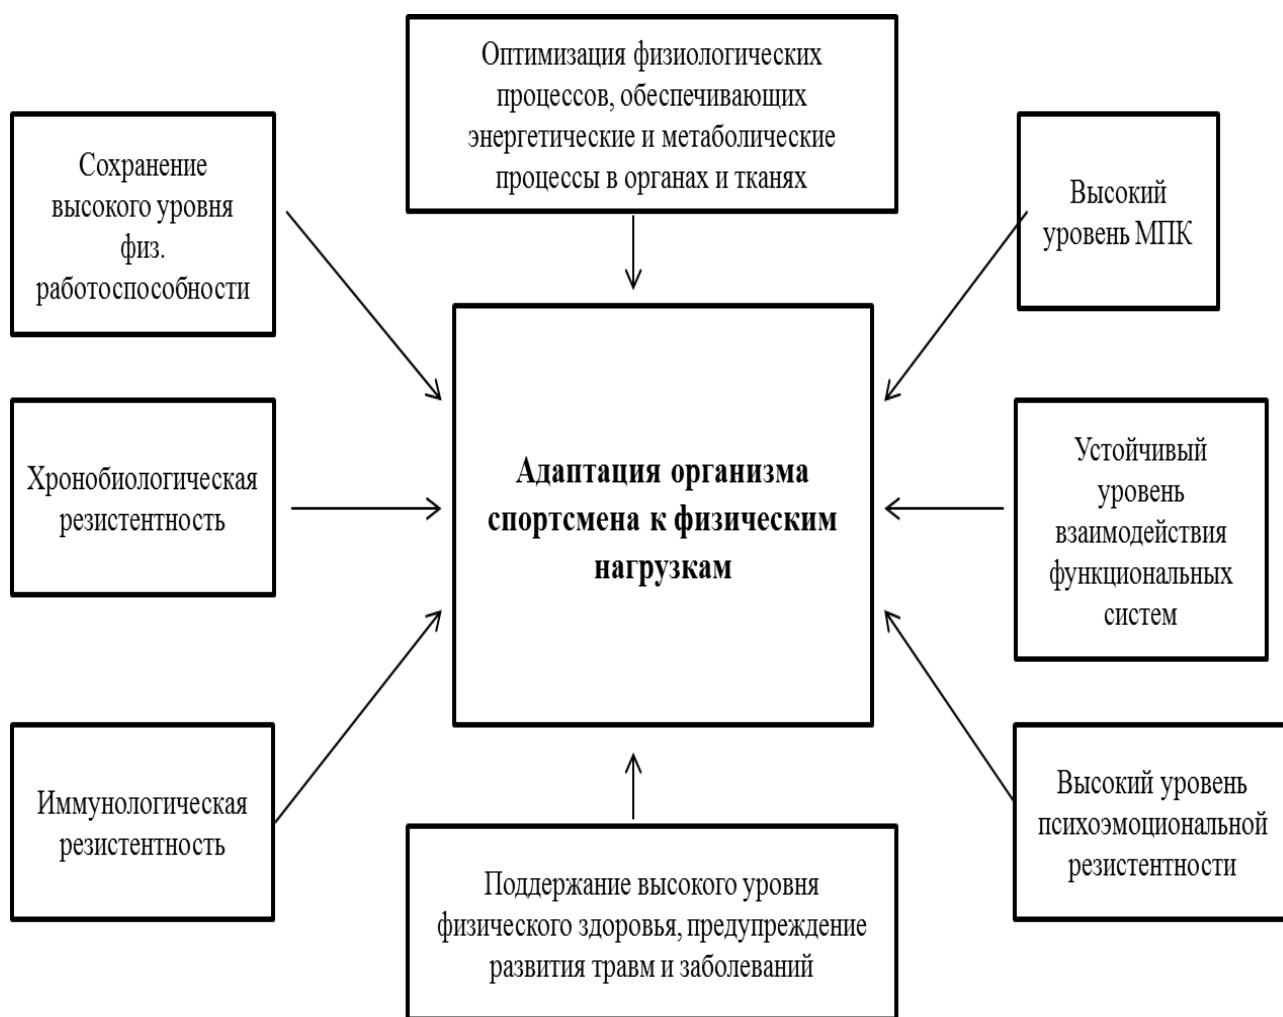 Оптимизация физиологических
процессов, обеспечивающих
энергетические и метаболические
процессы в органах и тканях
Сохранение
высокого уровня
физ.
работоспособности
Высокий
уровень МПК
Хронобиологическая
резистентность
Адаптация организма
спортсмена к физическим
нагрузкам
Устойчивый
уровень
взаимодействия
функциональных
систем
Иммунологическая
резистентность
Высокий уровень
психоэмоциональной
резистентности
Поддержание высокого уровня
физического здоровья, предупреждение
развития травм и заболеваний